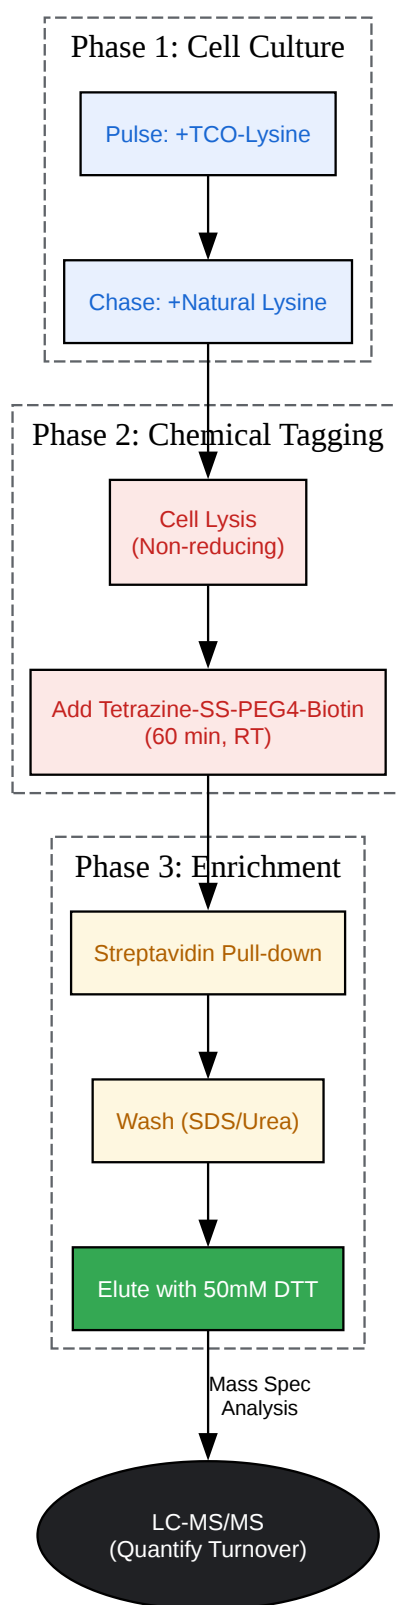 Phase 1: Cell Culture
Pulse: +TCO-Lysine
Chase: +Natural Lysine
Phase 2: Chemical Tagging
Cell Lysis
(Non-reducing)
Add Tetrazine-SS-PEG4-Biotin
(60 min, RT)
Phase 3: Enrichment
Streptavidin Pull-down
Wash (SDS/Urea)
Elute with 50mM DTT
Mass Spec
Analysis
LC-MS/MS
(Quantify Turnover)